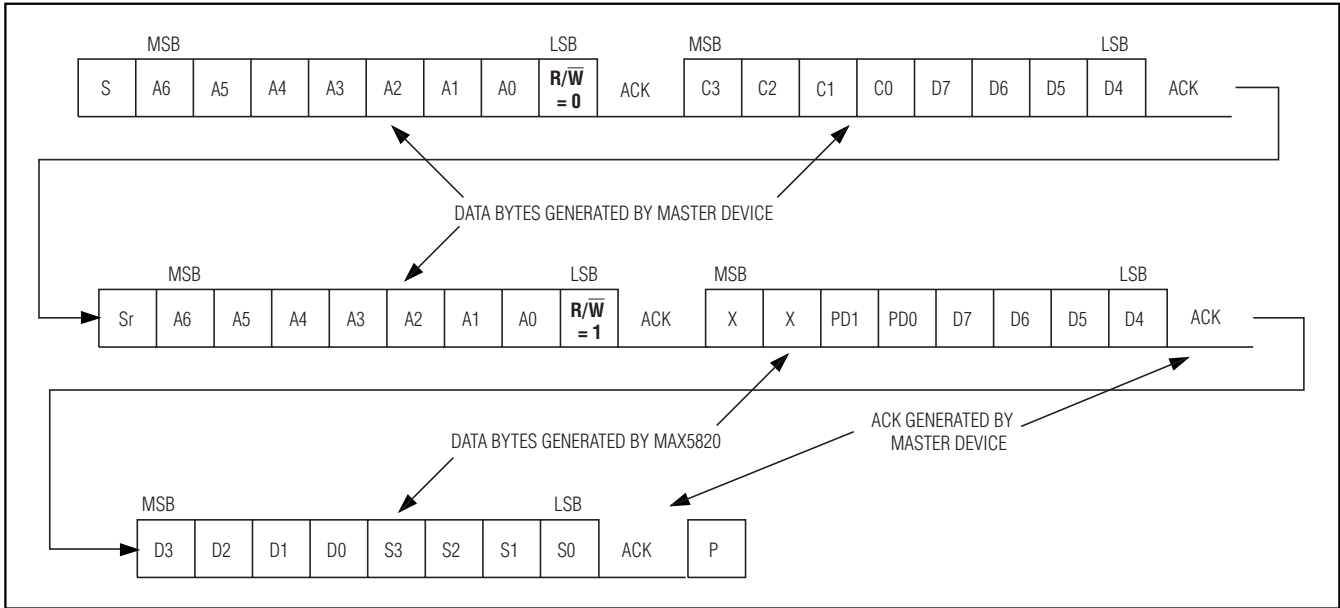 MSB LSB MSB LSB
S A6 A5 A4 A3 A2 A1 A0 R/W̅ = 0 ACK C3 C2 C1 C0 D7 D6 D5 D4 ACK
DATA BYTES GENERATED BY MASTER DEVICE
MSB LSB MSB LSB
Sr A6 A5 A4 A3 A2 A1 A0 R/W̅ = 1 ACK X X PD1 PD0 D7 D6 D5 D4 ACK
DATA BYTES GENERATED BY MAX5820
ACK GENERATED BY
MASTER DEVICE
MSB LSB
D3 D2 D1 D0 S3 S2 S1 S0 ACK P